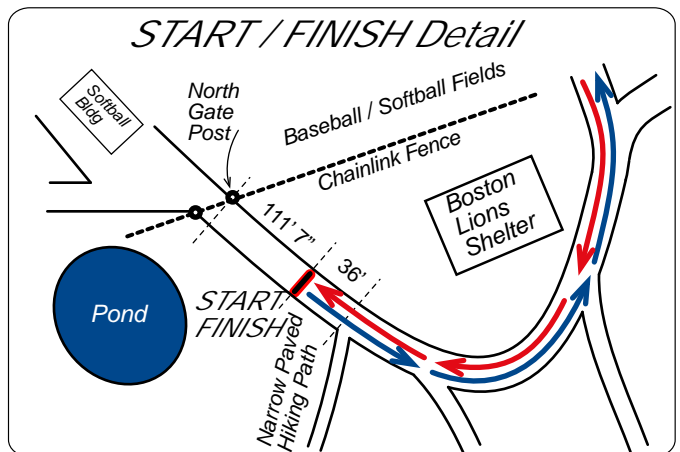 START / FINISH Detail
Softball
Bldg
North
Gate
Post
Baseball / Softball Fields
Chainlink Fence
111' 7"
36'
Boston
Lions
Shelter
Pond
START
FINISH
Narrow Paved
Hiking Path